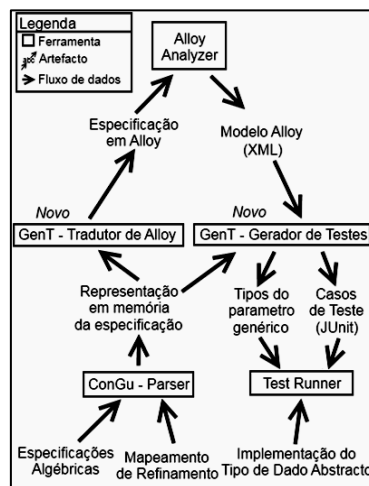 Legenda
Ferramenta
Artefacto
Fluxo de dados
Alloy
Analyzer
Especificação
em Alloy
Modelo Alloy
(XML)
Novo
Novo
GenT - Tradutor de Alloy
GenT - Gerador de Testes
Representação
em memória
da especificação
Tipos do
parametro
genérico
Casos
de Teste
(JUnit)
ConGu - Parser
Test Runner
Especificações
Algébricas
Mapeamento
de Refinamento
Implementação do
Tipo de Dado Abstracto